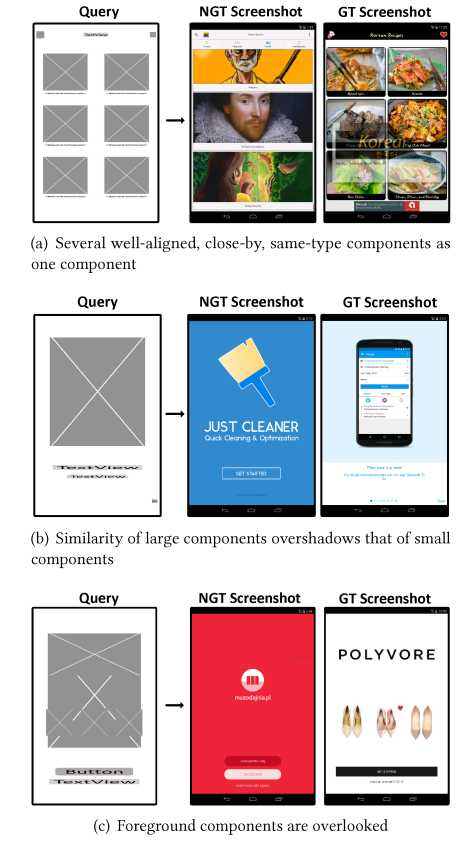 Query
NGT Screenshot
GT Screenshot
TextView
Korean Recipes
Korean
(a) Several well-aligned, close-by, same-type components as
one component
Query
NGT Screenshot
GT Screenshot
TextView
TextView
JUST CLEANER
Quick Cleaning & Optimization
GET STARTED
(b) Similarity of large components overshadows that of small
components
Query
NGT Screenshot
GT Screenshot
Button
TextView
POLYVORE
(c) Foreground components are overlooked